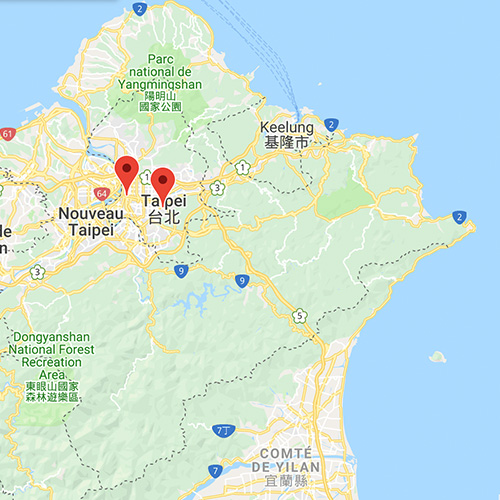 2
Parc
national de
Yangmingshan
陽明山
國家公園
2
Keelung
基隆市
61
1
1
3
64
Taipei
台北
Nouveau
Taipei
le
n
3
2
9
9
5
Dongyanshan
National Forest
Recreation
Area
東眼山國家
森林遊樂區
7丁
7
2
COMTÉ
DE YILAN
宜蘭縣